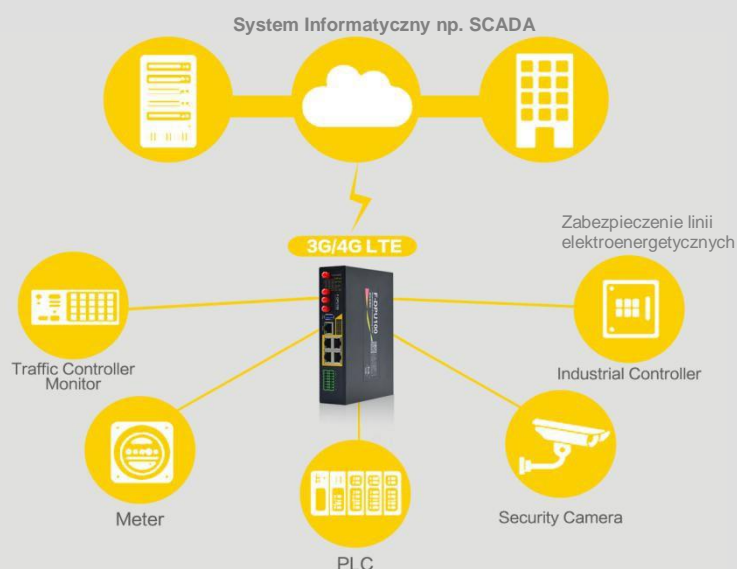 System Informatyczny np. SCADA
3G/4G LTE
Zabezpieczenie linii
elektroenergetycznych
F-DPU100
Traffic Controller
Monitor
Industrial Controller
Meter
Security Camera
PLC